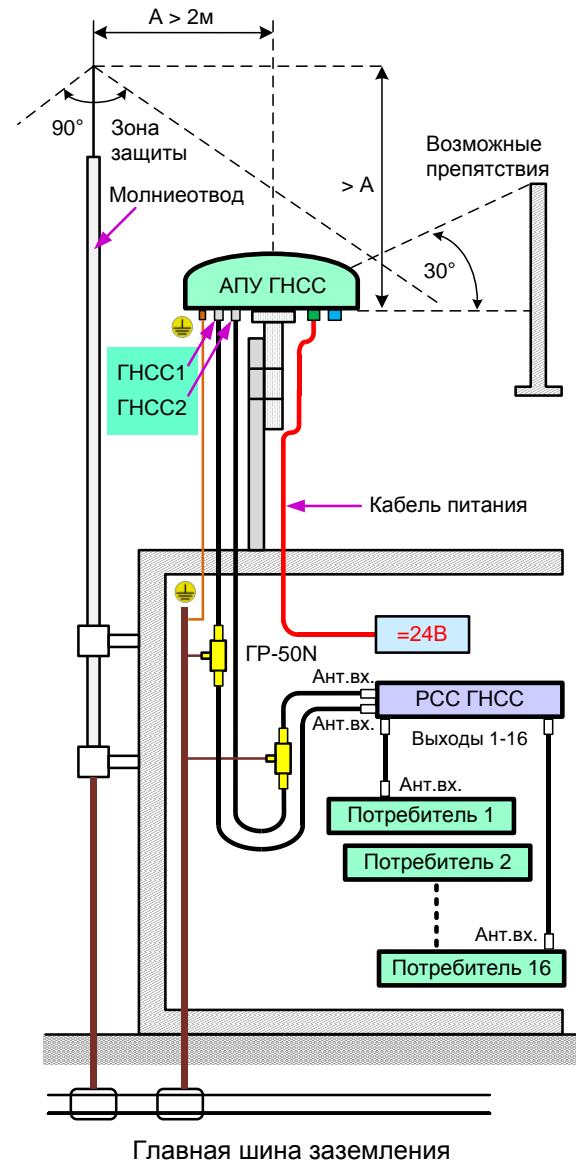 А > 2м
90°
Зона
защиты
Молниеотвод
> А
Возможные
препятствия
30°
АПУ ГНСС
ГНСС1
ГНСС2
Кабель питания
=24В
ГР-50N
Ант.вх.
Ант.вх.
РСС ГНСС
Выходы 1-16
Ант.вх.
Потребитель 1
Потребитель 2
Ант.вх.
Потребитель 16
Главная шина заземления